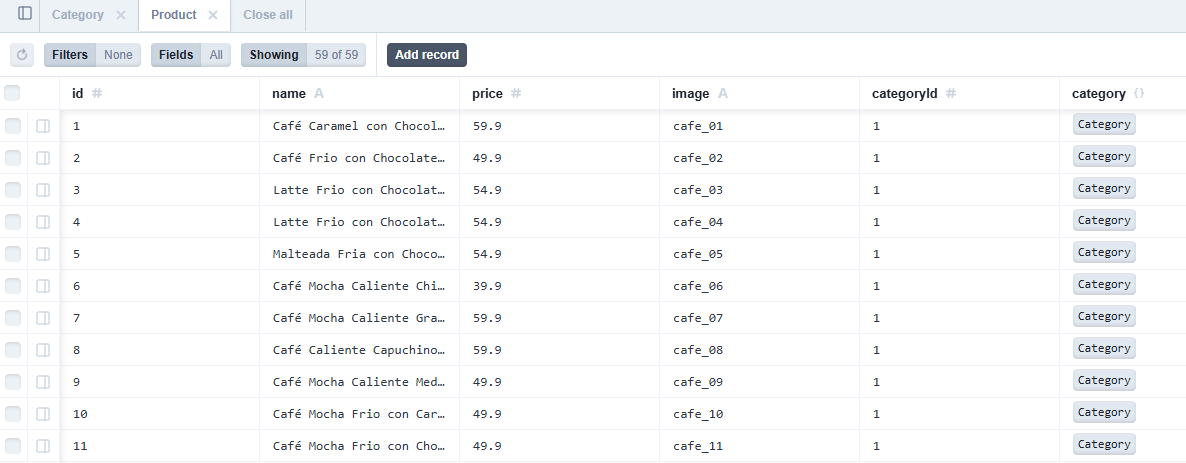 Category Product Close all
Filters None Fields All Showing 59 of 59 Add record
id # name A price # image A categoryId # category {}
1 Café Caramel con Chocol… 59.9 cafe_01 1 Category
2 Café Frio con Chocolate… 49.9 cafe_02 1 Category
3 Latte Frio con Chocolat… 54.9 cafe_03 1 Category
4 Latte Frio con Chocolat… 54.9 cafe_04 1 Category
5 Malteada Fria con Choco… 54.9 cafe_05 1 Category
6 Café Mocha Caliente Chi… 39.9 cafe_06 1 Category
7 Café Mocha Caliente Gra… 59.9 cafe_07 1 Category
8 Café Caliente Capuchino… 59.9 cafe_08 1 Category
9 Café Mocha Caliente Med… 49.9 cafe_09 1 Category
10 Café Mocha Frio con Car… 49.9 cafe_10 1 Category
11 Café Mocha Frio con Cho… 49.9 cafe_11 1 Category